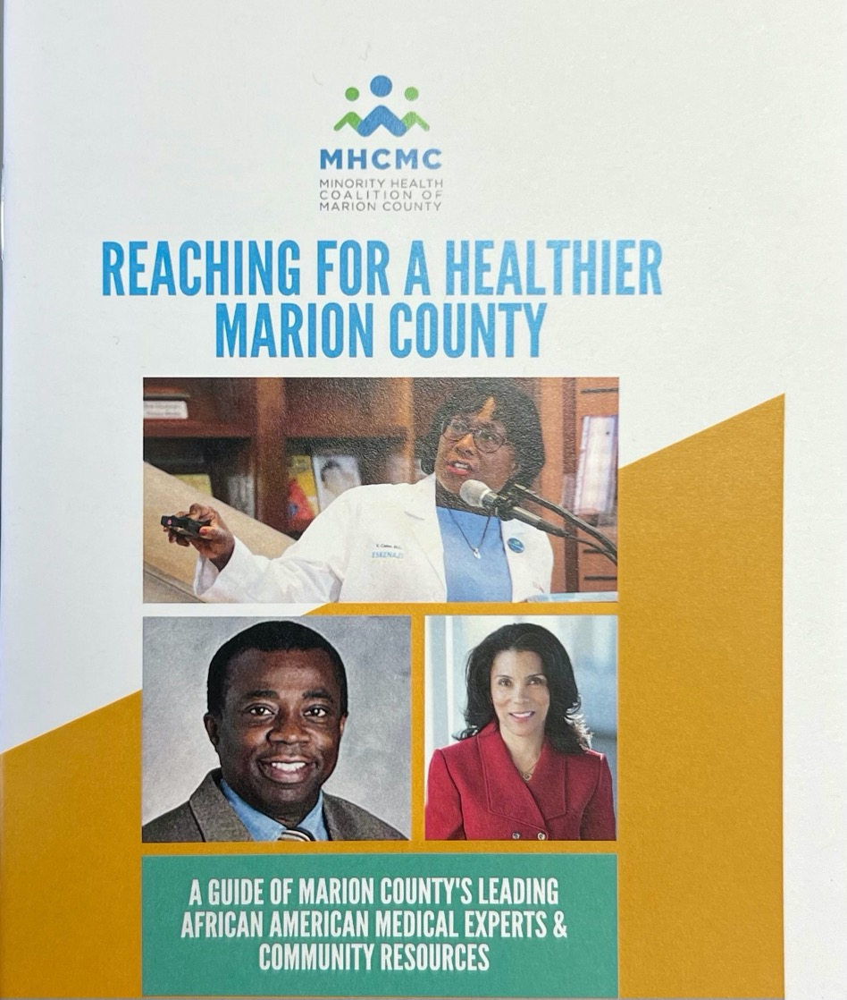 MHCMC
MINORITY HEALTH
COALITION OF
MARION COUNTY
REACHING FOR A HEALTHIER
MARION COUNTY
ESKENAZI
A GUIDE OF MARION COUNTY'S LEADING
AFRICAN AMERICAN MEDICAL EXPERTS &
COMMUNITY RESOURCES